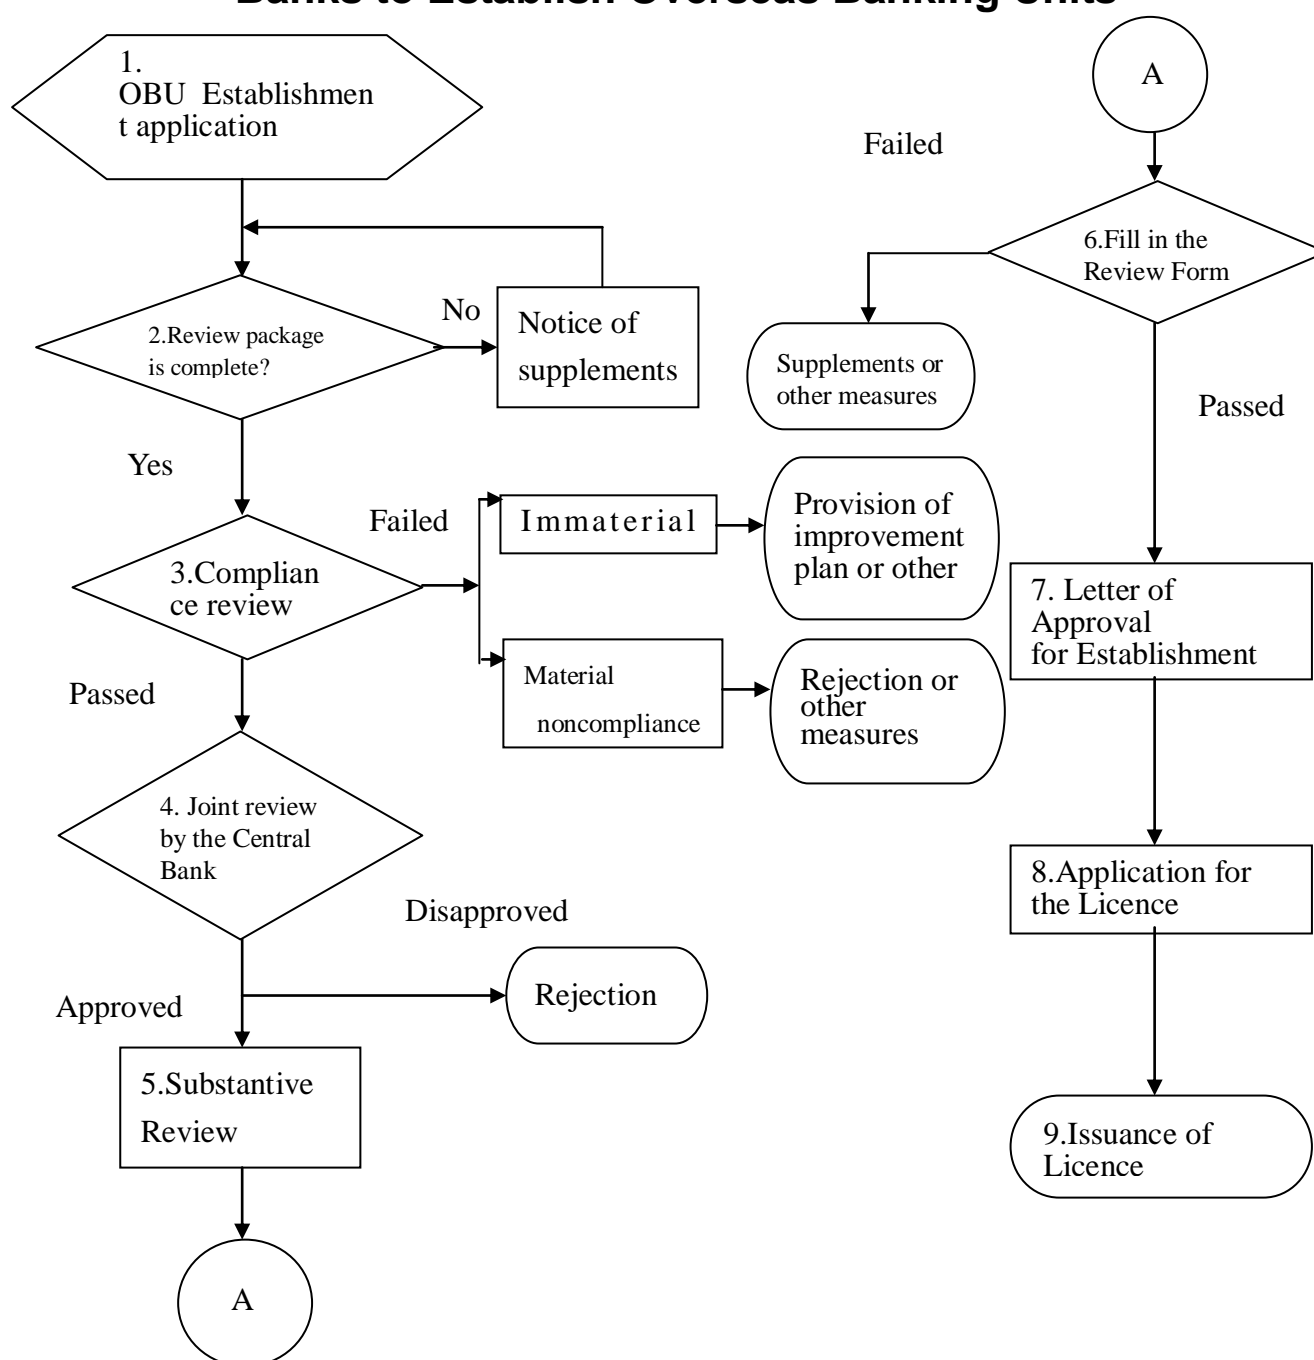 Banks to Establish Overseas Banking Units
1.
OBU Establishmen
t application
2.Review package
is complete?
No
Notice of
supplements
Yes
3.Complian
ce review
Failed
Immaterial
Provision of
improvement
plan or other
Material
noncompliance
Rejection or
other
measures
Passed
4. Joint review
by the Central
Bank
Disapproved
Rejection
Approved
5.Substantive
Review
A
A
Failed
6.Fill in the
Review Form
Supplements or
other measures
Passed
7. Letter of
Approval
for Establishment
8.Application for
the Licence
9.Issuance of
Licence